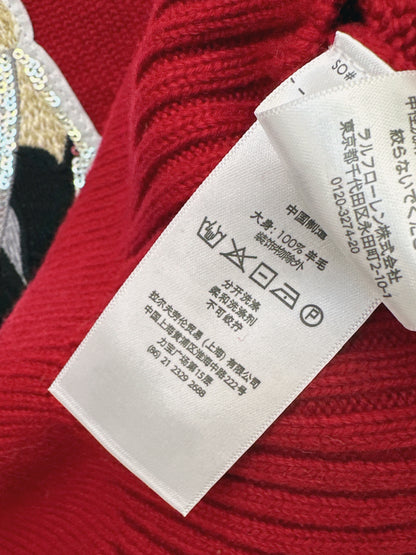 中国制造
大身: 100% 羊毛
装饰物除外
P
分开洗涤
柔和洗涤剂
不可绞拧
拉尔夫劳伦贸易 (上海) 有限公司
中国上海黄浦区淮海中路222号
力宝广场第15层
(86) 21 2329 2688
SO#
ラルフローレン株式会社
東京都千代田区永田町2-10-1
0120-3274-20